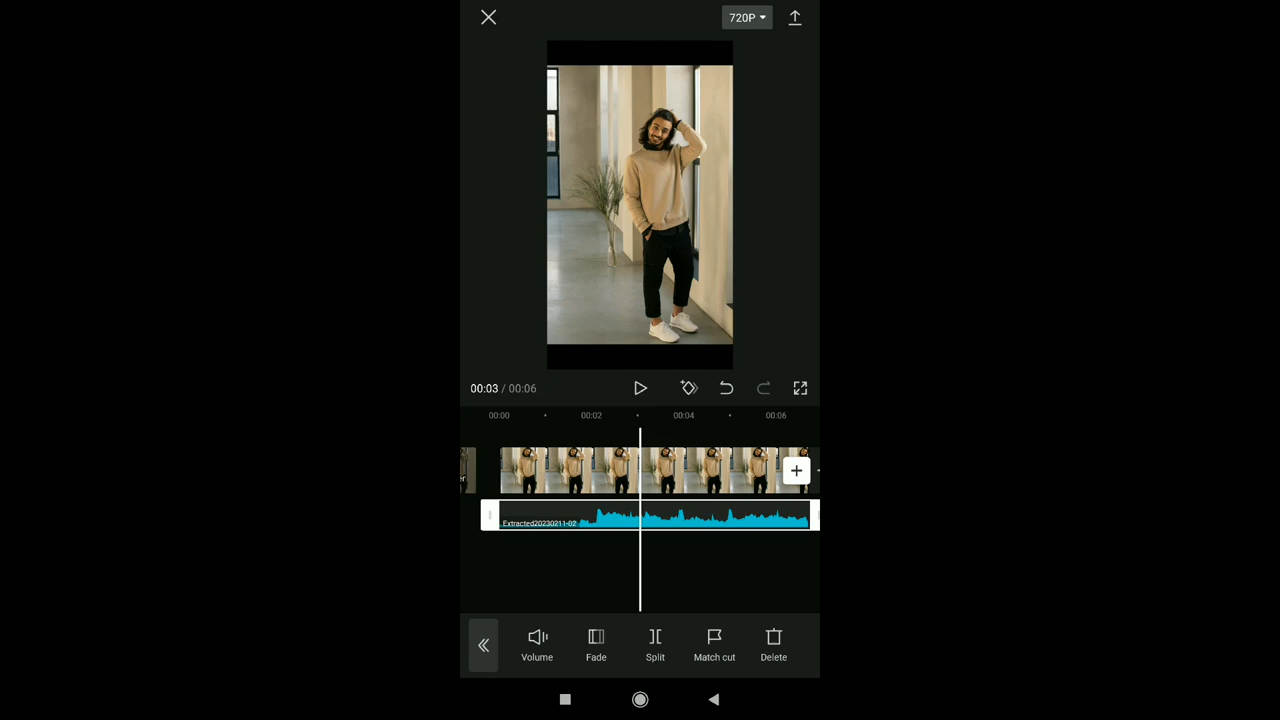 720P
00:03 / 00:06
00:00 00:02 00:04 00:06
er
Extracted20230211-02
Volume Fade Split Match cut Delete